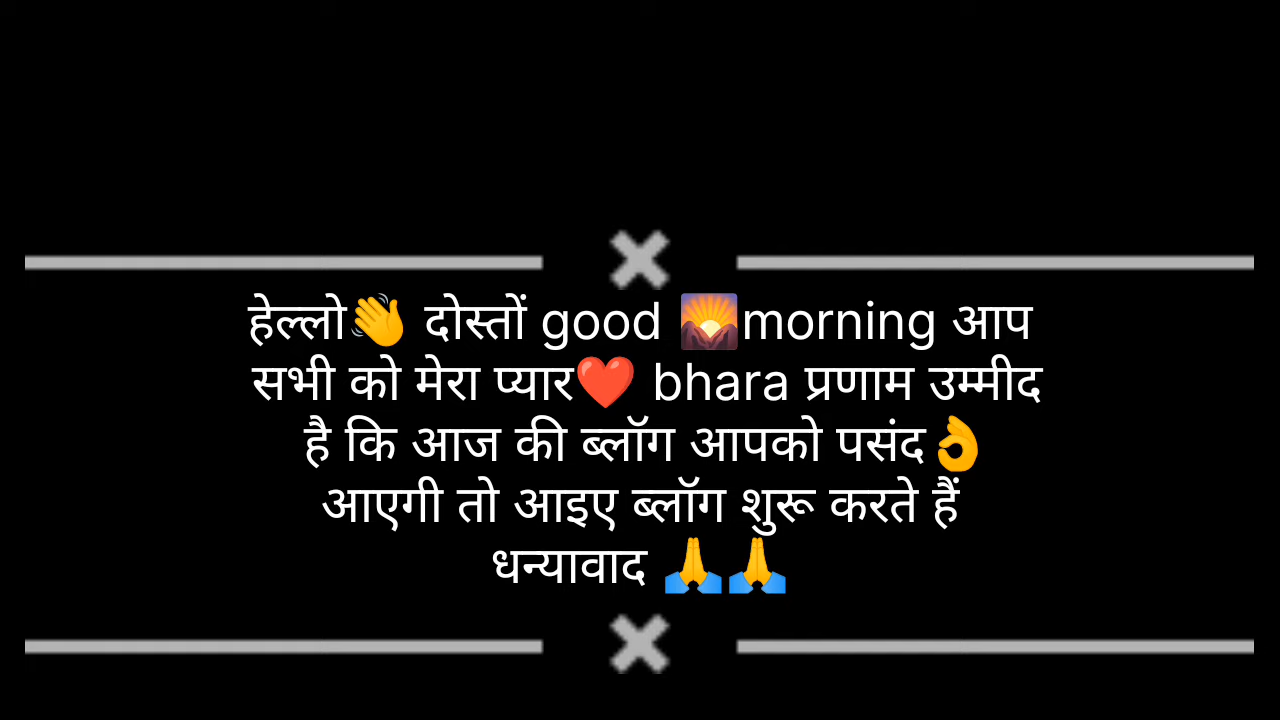 हेल्लो👋 दोस्तों good 🌄morning आप
सभी को मेरा प्यार❤️ bhara प्रणाम उम्मीद
है कि आज की ब्लॉग आपको पसंद👌
आएगी तो आइए ब्लॉग शुरू करते हैं
धन्यावाद 🙏🙏